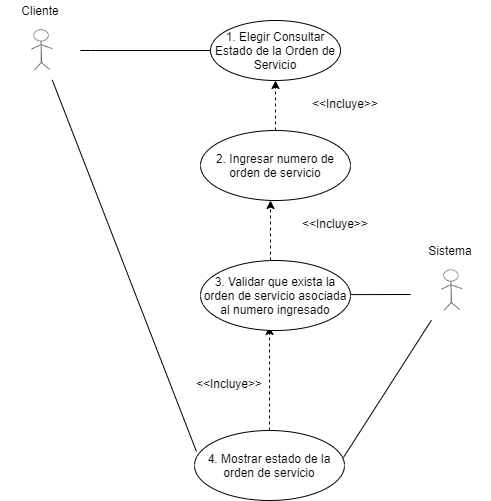 Cliente
1. Elegir Consultar
Estado de la Orden de
Servicio
<<Incluye>>
2. Ingresar numero de
orden de servicio
<<Incluye>>
Sistema
3. Validar que exista la
orden de servicio asociada
al numero ingresado
<<Incluye>>
4. Mostrar estado de la
orden de servicio